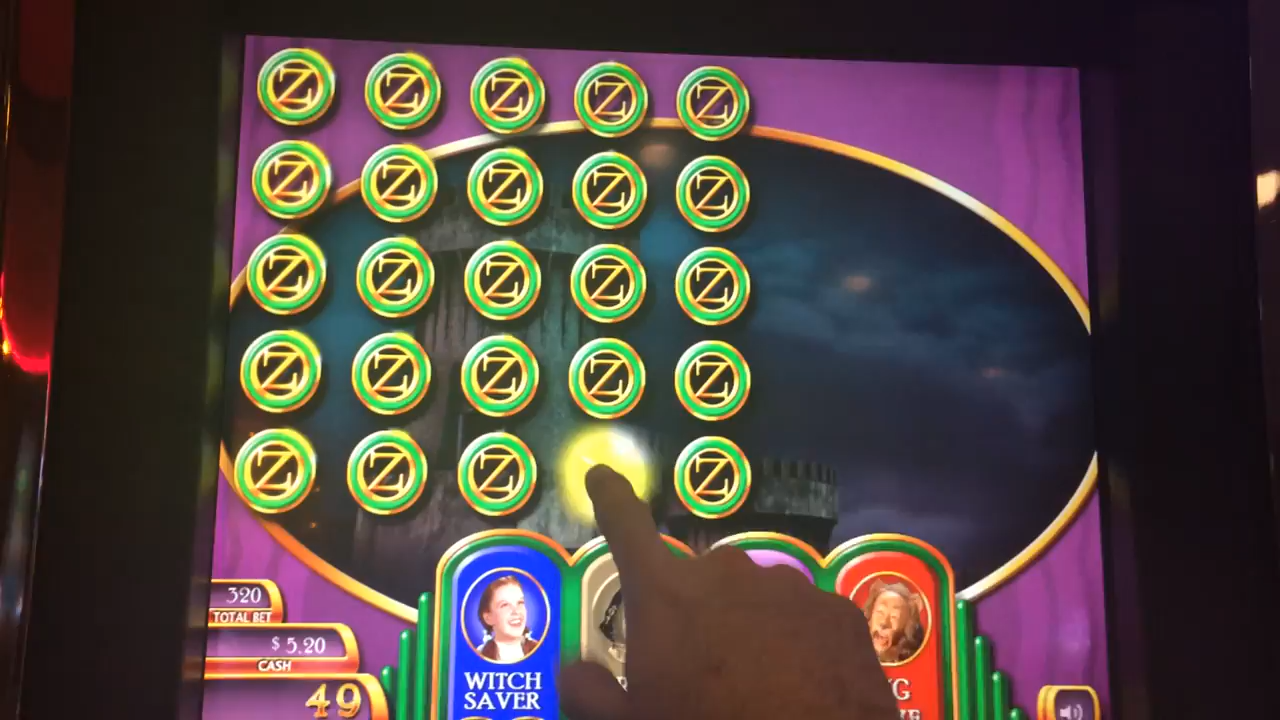 Z Z Z Z Z
Z Z Z Z Z
Z Z Z Z Z
Z Z Z Z Z
Z Z Z Z
320
TOTAL BET
$ 5.20
CASH
49
WITCH
SAVER